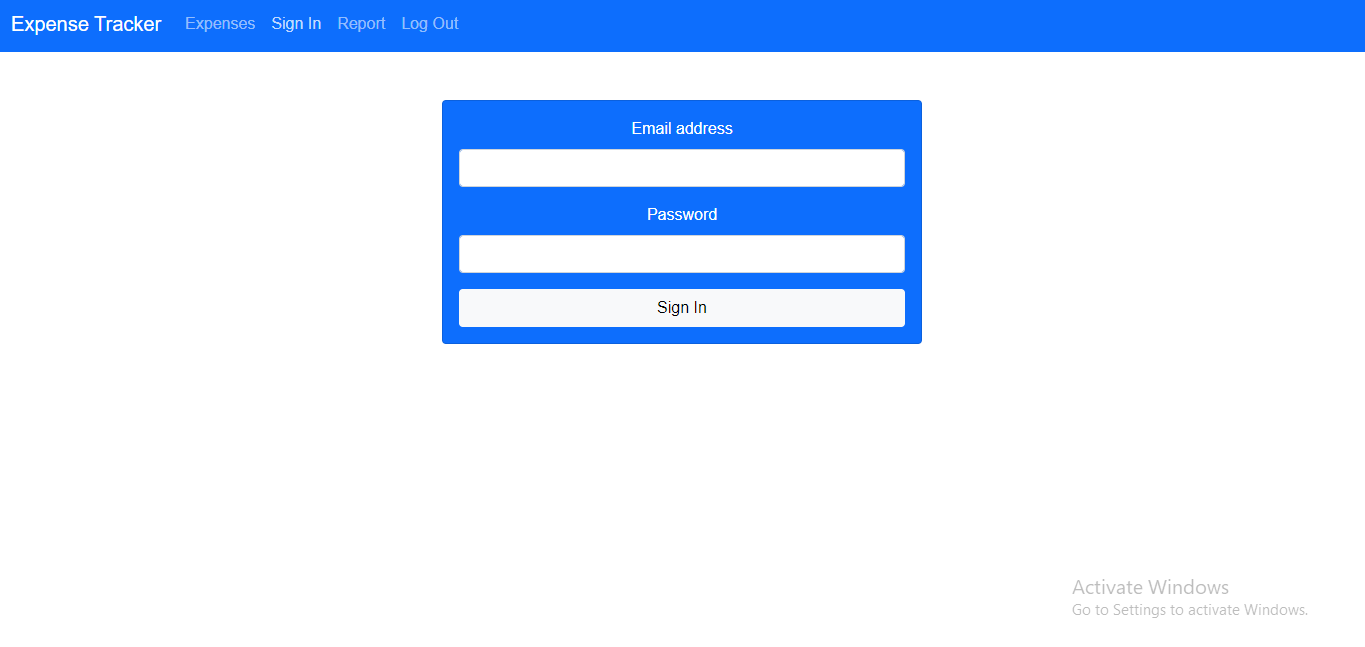 Expense Tracker Expenses Sign In Report Log Out
Email address
Password
Sign In
Activate Windows
Go to Settings to activate Windows.